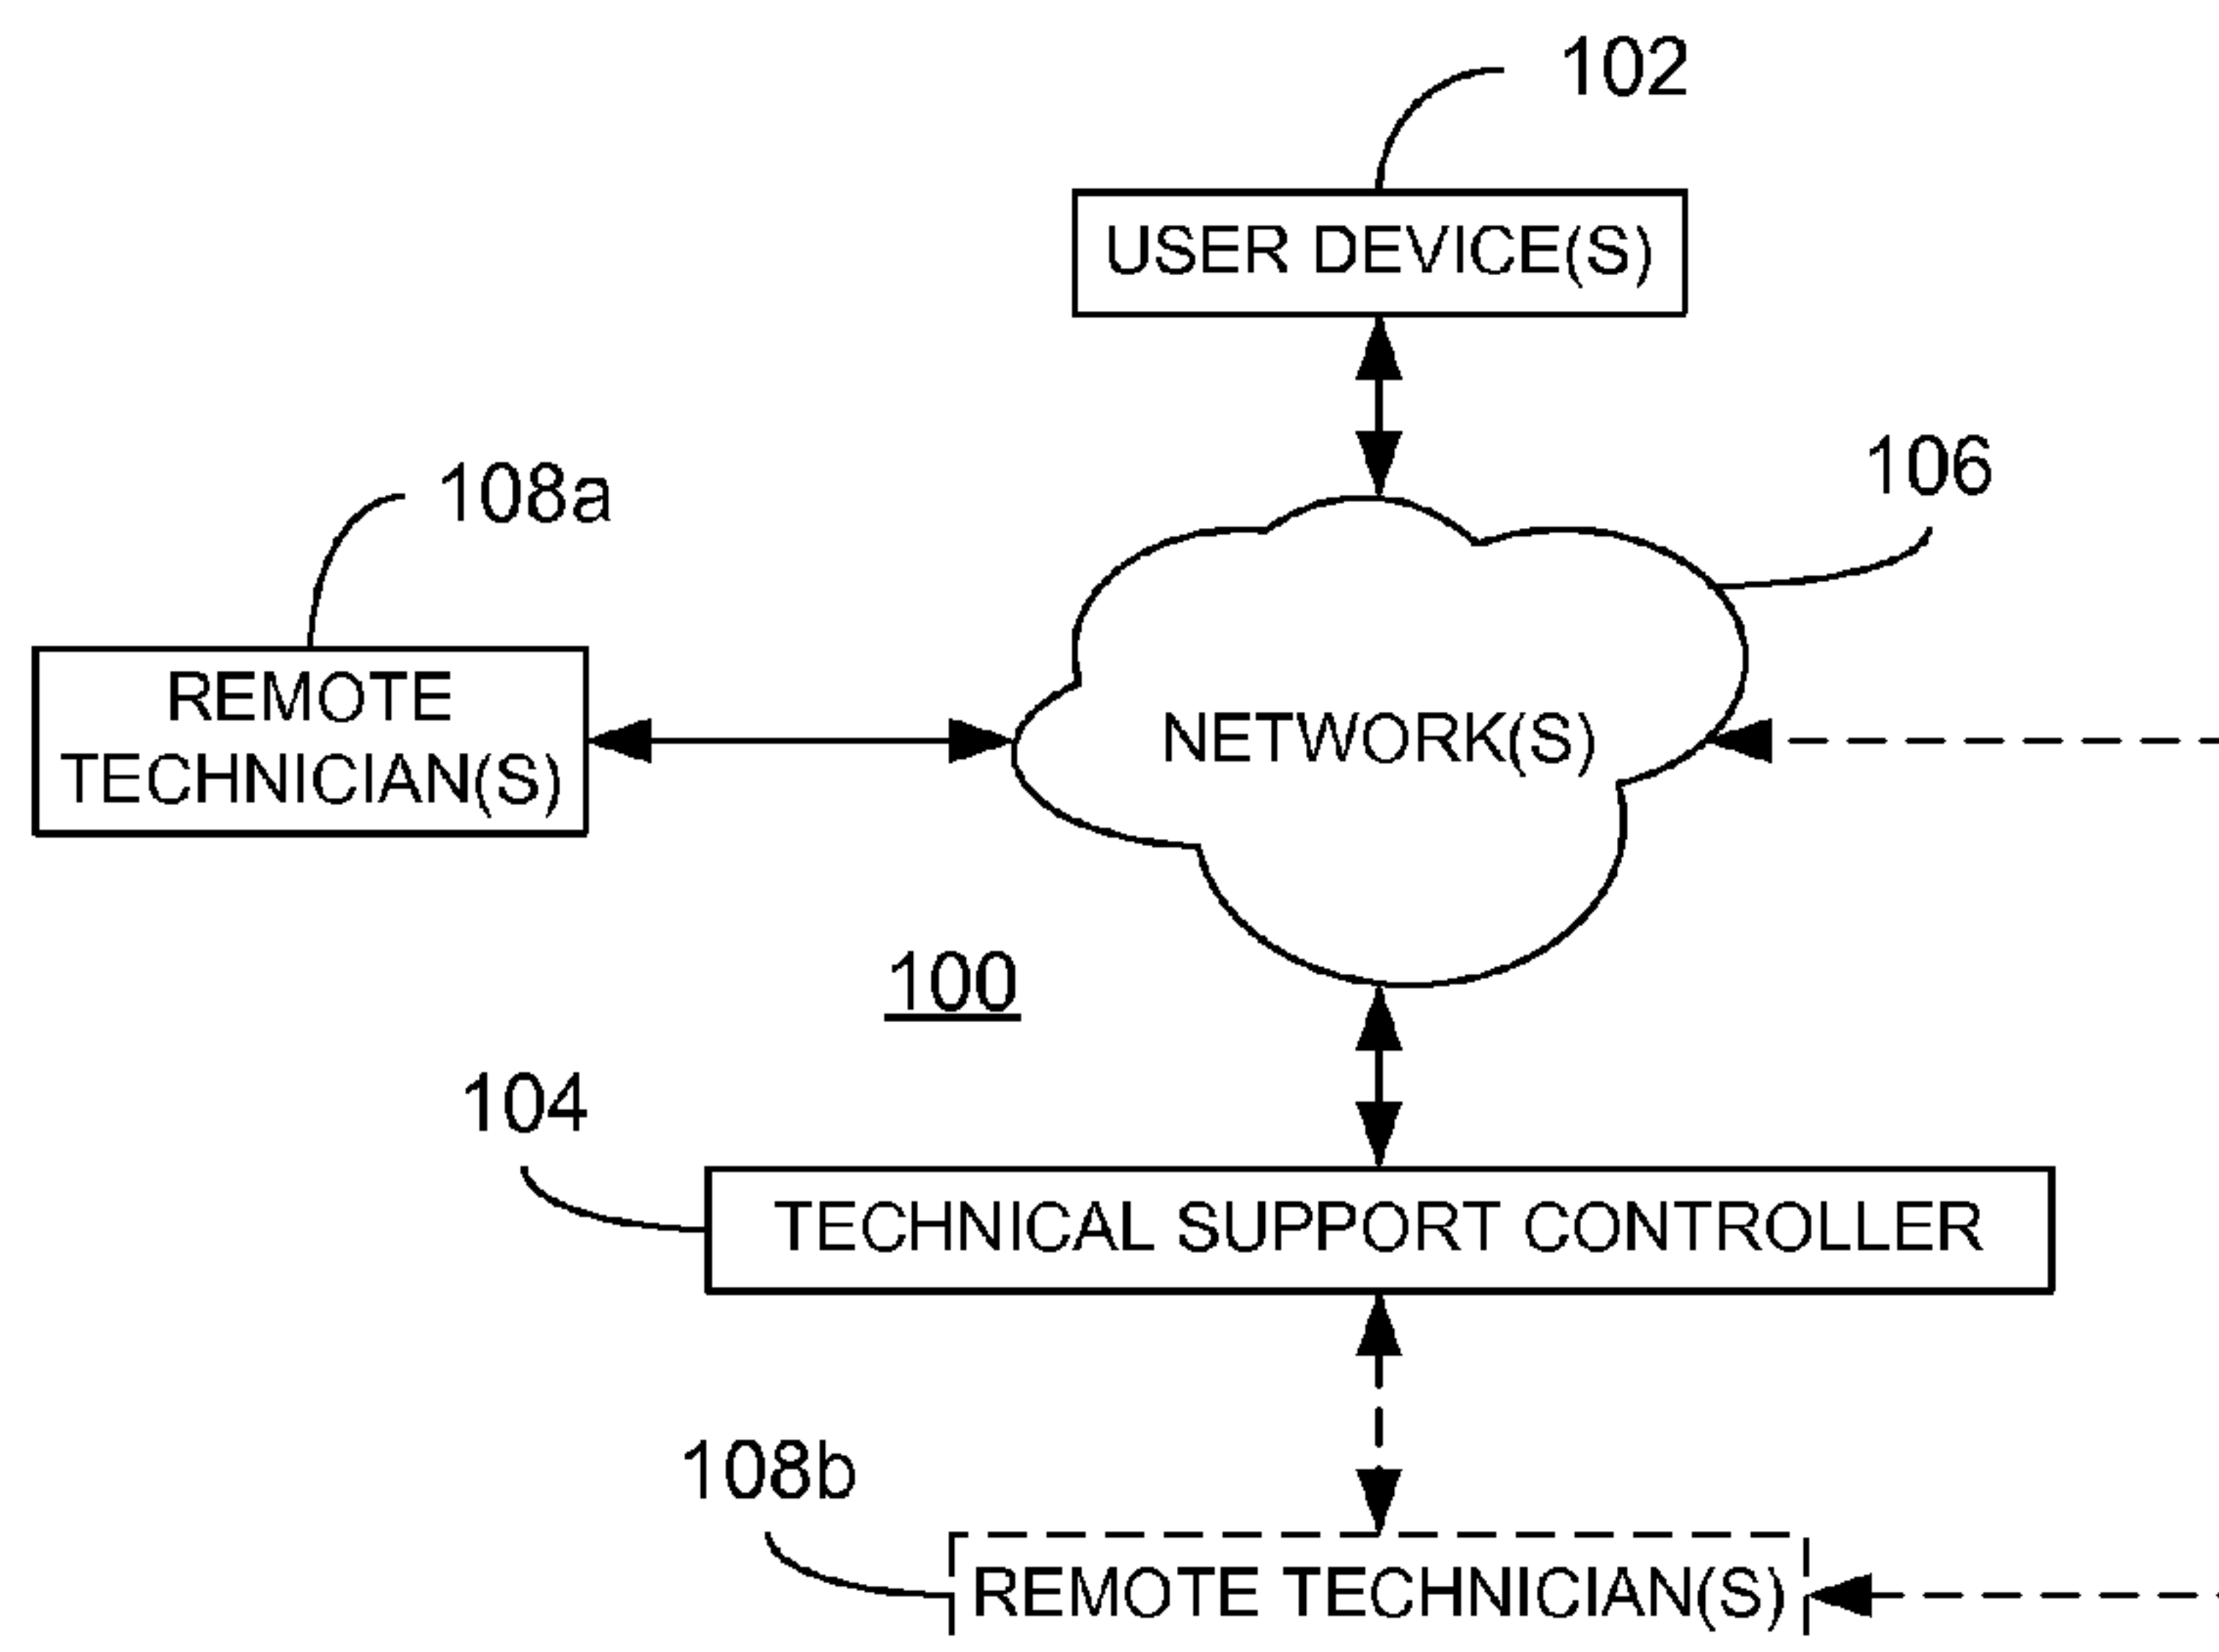 102
USER DEVICE(S)
106
108a
REMOTE
TECHNICIAN(S)
NETWORK(S)
100
104
TECHNICAL SUPPORT CONTROLLER
108b
REMOTE TECHNICIAN(S)